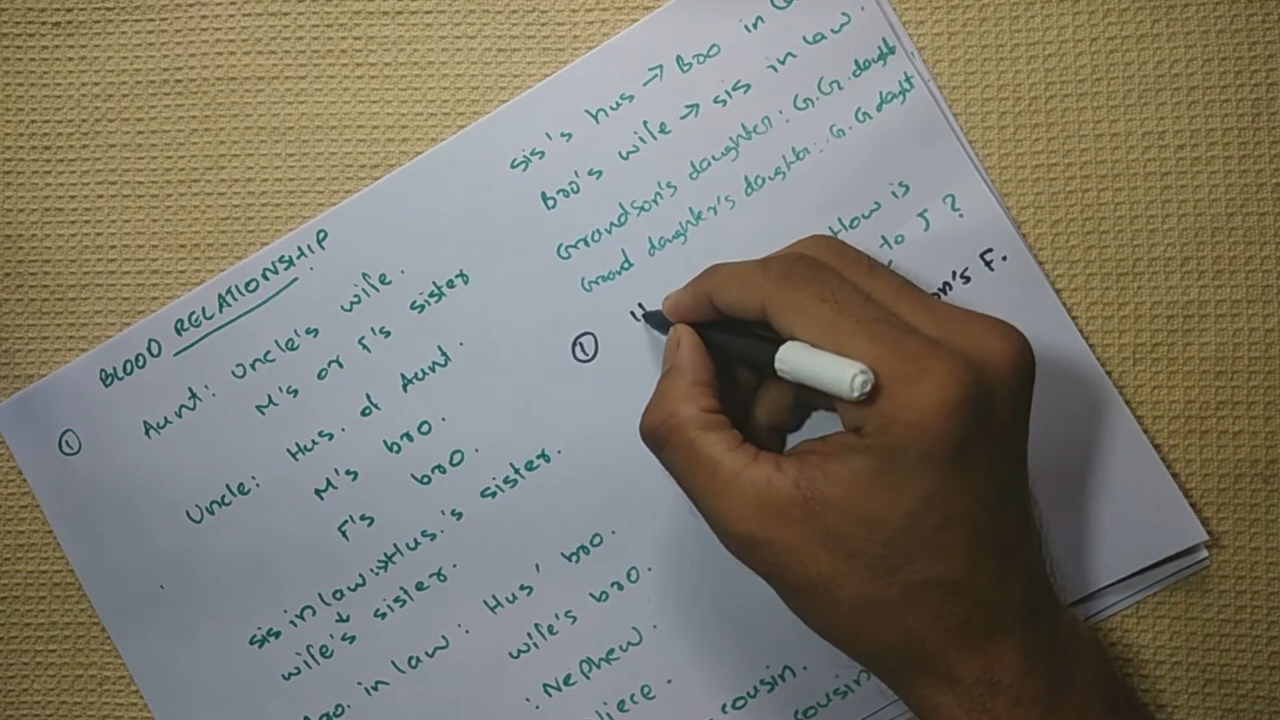 BLOOD RELATIONSHIP
① Aunt: Uncle's wife.
M's or F's sister
Uncle: Hus. of Aunt.
M's bro.
F's bro.
sis in law → Hus.'s sister.
wife's sister.
in law: Hus' bro.
wife's bro.
: Nephew.
cousin.
cousin
sis's hus → Bro in
Bro's wife → sis in law.
Grandson's daughter: G.G. daught
Grand daughter's daught: G.G daught
How is
to J ?
①
F.